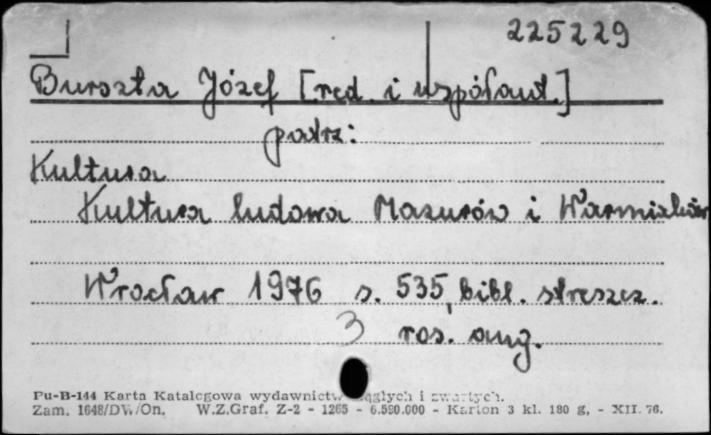 225229
Burszta Józef [red. i współaut.]
patrz:
Kultura
Kultura ludowa Mazurów i Warmiaków
Wrocław 1976 s. 535, bibl. streszcz.
3 ros. ang.
Pu-B-144 Karta Katalogowa wydawnictw ciągłych i zwartych.
Zam. 1648/DW/On. W.Z.Graf. Z-2 - 1265 - 6.590.000 - Karton 3 kl. 180 g, - XII. 76.